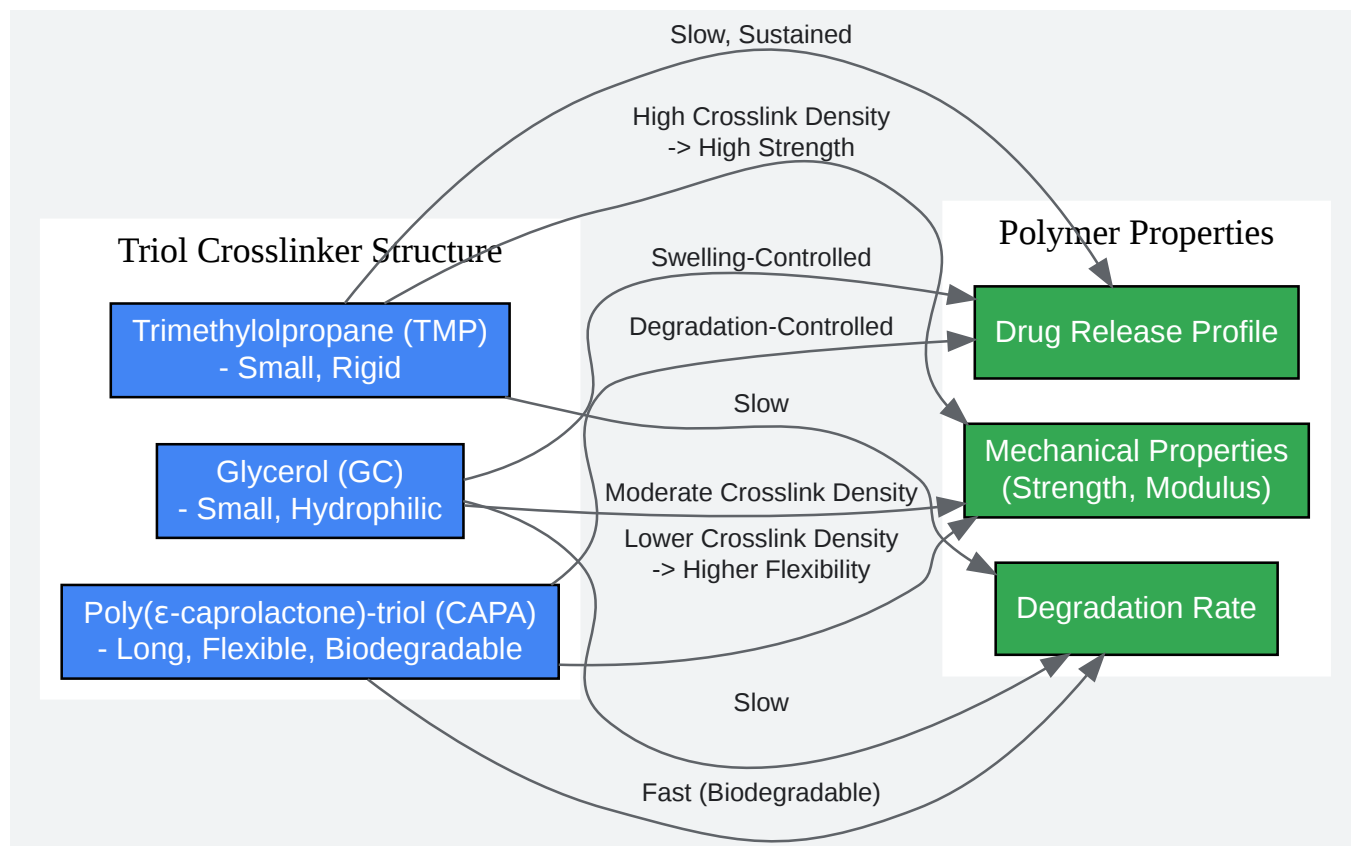 Slow, Sustained
High Crosslink Density
-> High Strength
Triol Crosslinker Structure
Polymer Properties
Swelling-Controlled
Trimethylolpropane (TMP)
- Small, Rigid
Degradation-Controlled
Drug Release Profile
Slow
Glycerol (GC)
- Small, Hydrophilic
Moderate Crosslink Density
Mechanical Properties
(Strength, Modulus)
Lower Crosslink Density
-> Higher Flexibility
Poly(ε-caprolactone)-triol (CAPA)
- Long, Flexible, Biodegradable
Degradation Rate
Slow
Fast (Biodegradable)